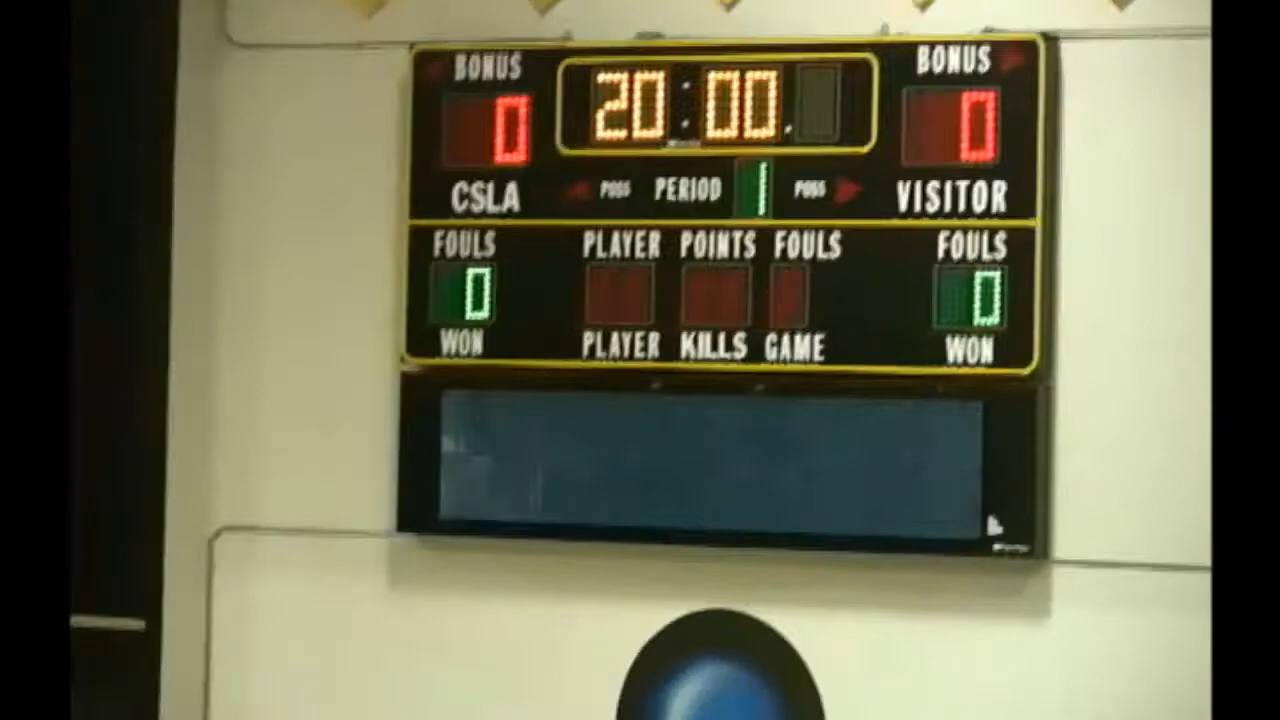 BONUS 20:00. BONUS
0 0
CSLA POSS PERIOD 1 POSS VISITOR
FOULS PLAYER POINTS FOULS FOULS
0 0
WON PLAYER KILLS GAME WON